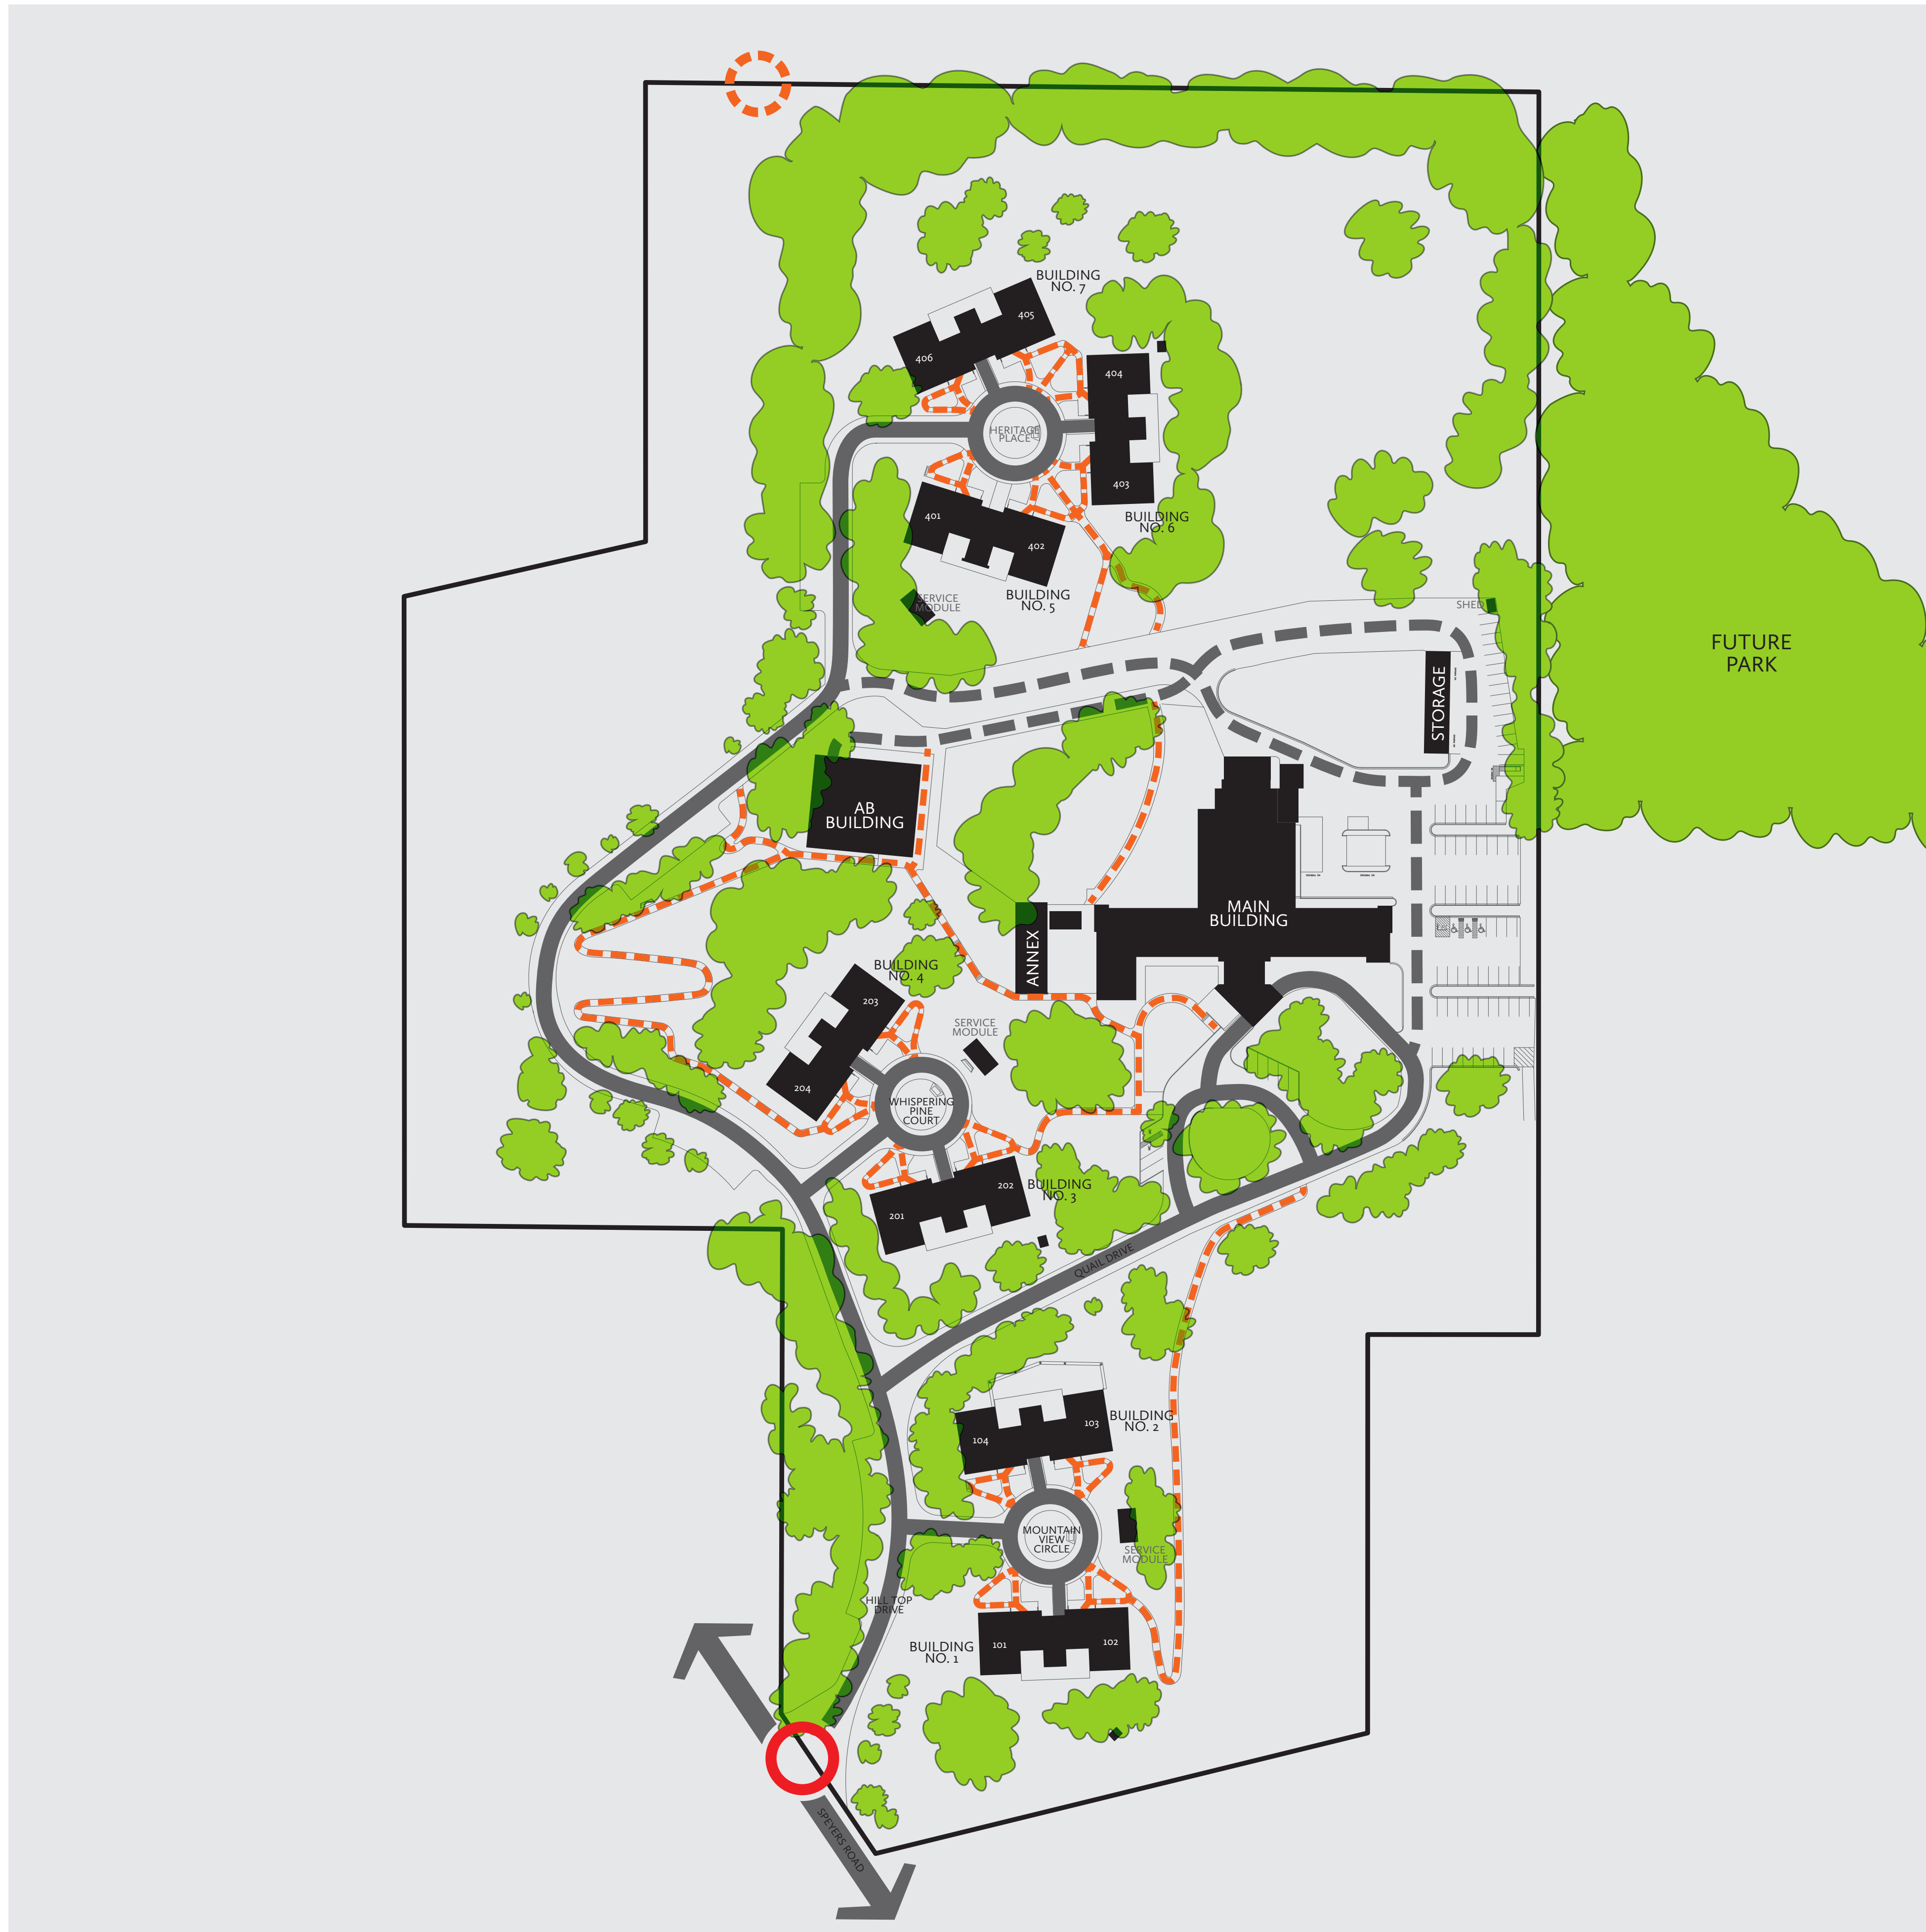 BUILDING
NO. 7
405
406
404
HERITAGE
PLACE
403
401
402
BUILDING
NO. 6
BUILDING
NO. 5
SERVICE
MODULE
SHED
FUTURE
PARK
STORAGE
AB
BUILDING
MAIN
BUILDING
ANNEX
BUILDING
NO. 4
203
204
SERVICE
MODULE
WHISPERING
PINE
COURT
202
201
BUILDING
NO. 3
QUAIL DRIVE
103
104
BUILDING
NO. 2
MOUNTAIN
VIEW
CIRCLE
SERVICE
MODULE
HILL TOP
DRIVE
BUILDING
NO. 1
101
102
SPEYERS ROAD